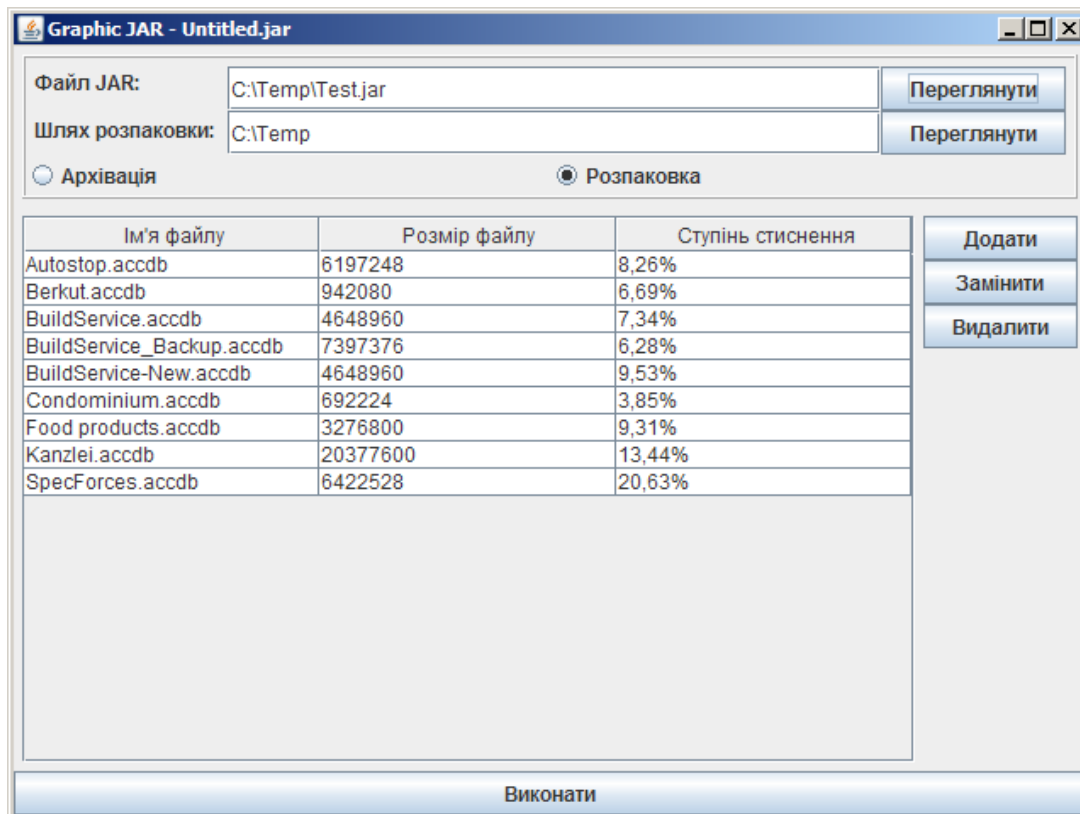 Graphic JAR - Untitled.jar
Файл JAR: C:\Temp\Test.jar Переглянути
Шлях розпаковки: C:\Temp Переглянути
Архівація Розпаковка
Ім'я файлу Розмір файлу Ступінь стиснення
Autostop.accdb 6197248 8,26%
Berkut.accdb 942080 6,69%
BuildService.accdb 4648960 7,34%
BuildService_Backup.accdb 7397376 6,28%
BuildService-New.accdb 4648960 9,53%
Condominium.accdb 692224 3,85%
Food products.accdb 3276800 9,31%
Kanzlei.accdb 20377600 13,44%
SpecForces.accdb 6422528 20,63%
Додати
Замінити
Видалити
Виконати